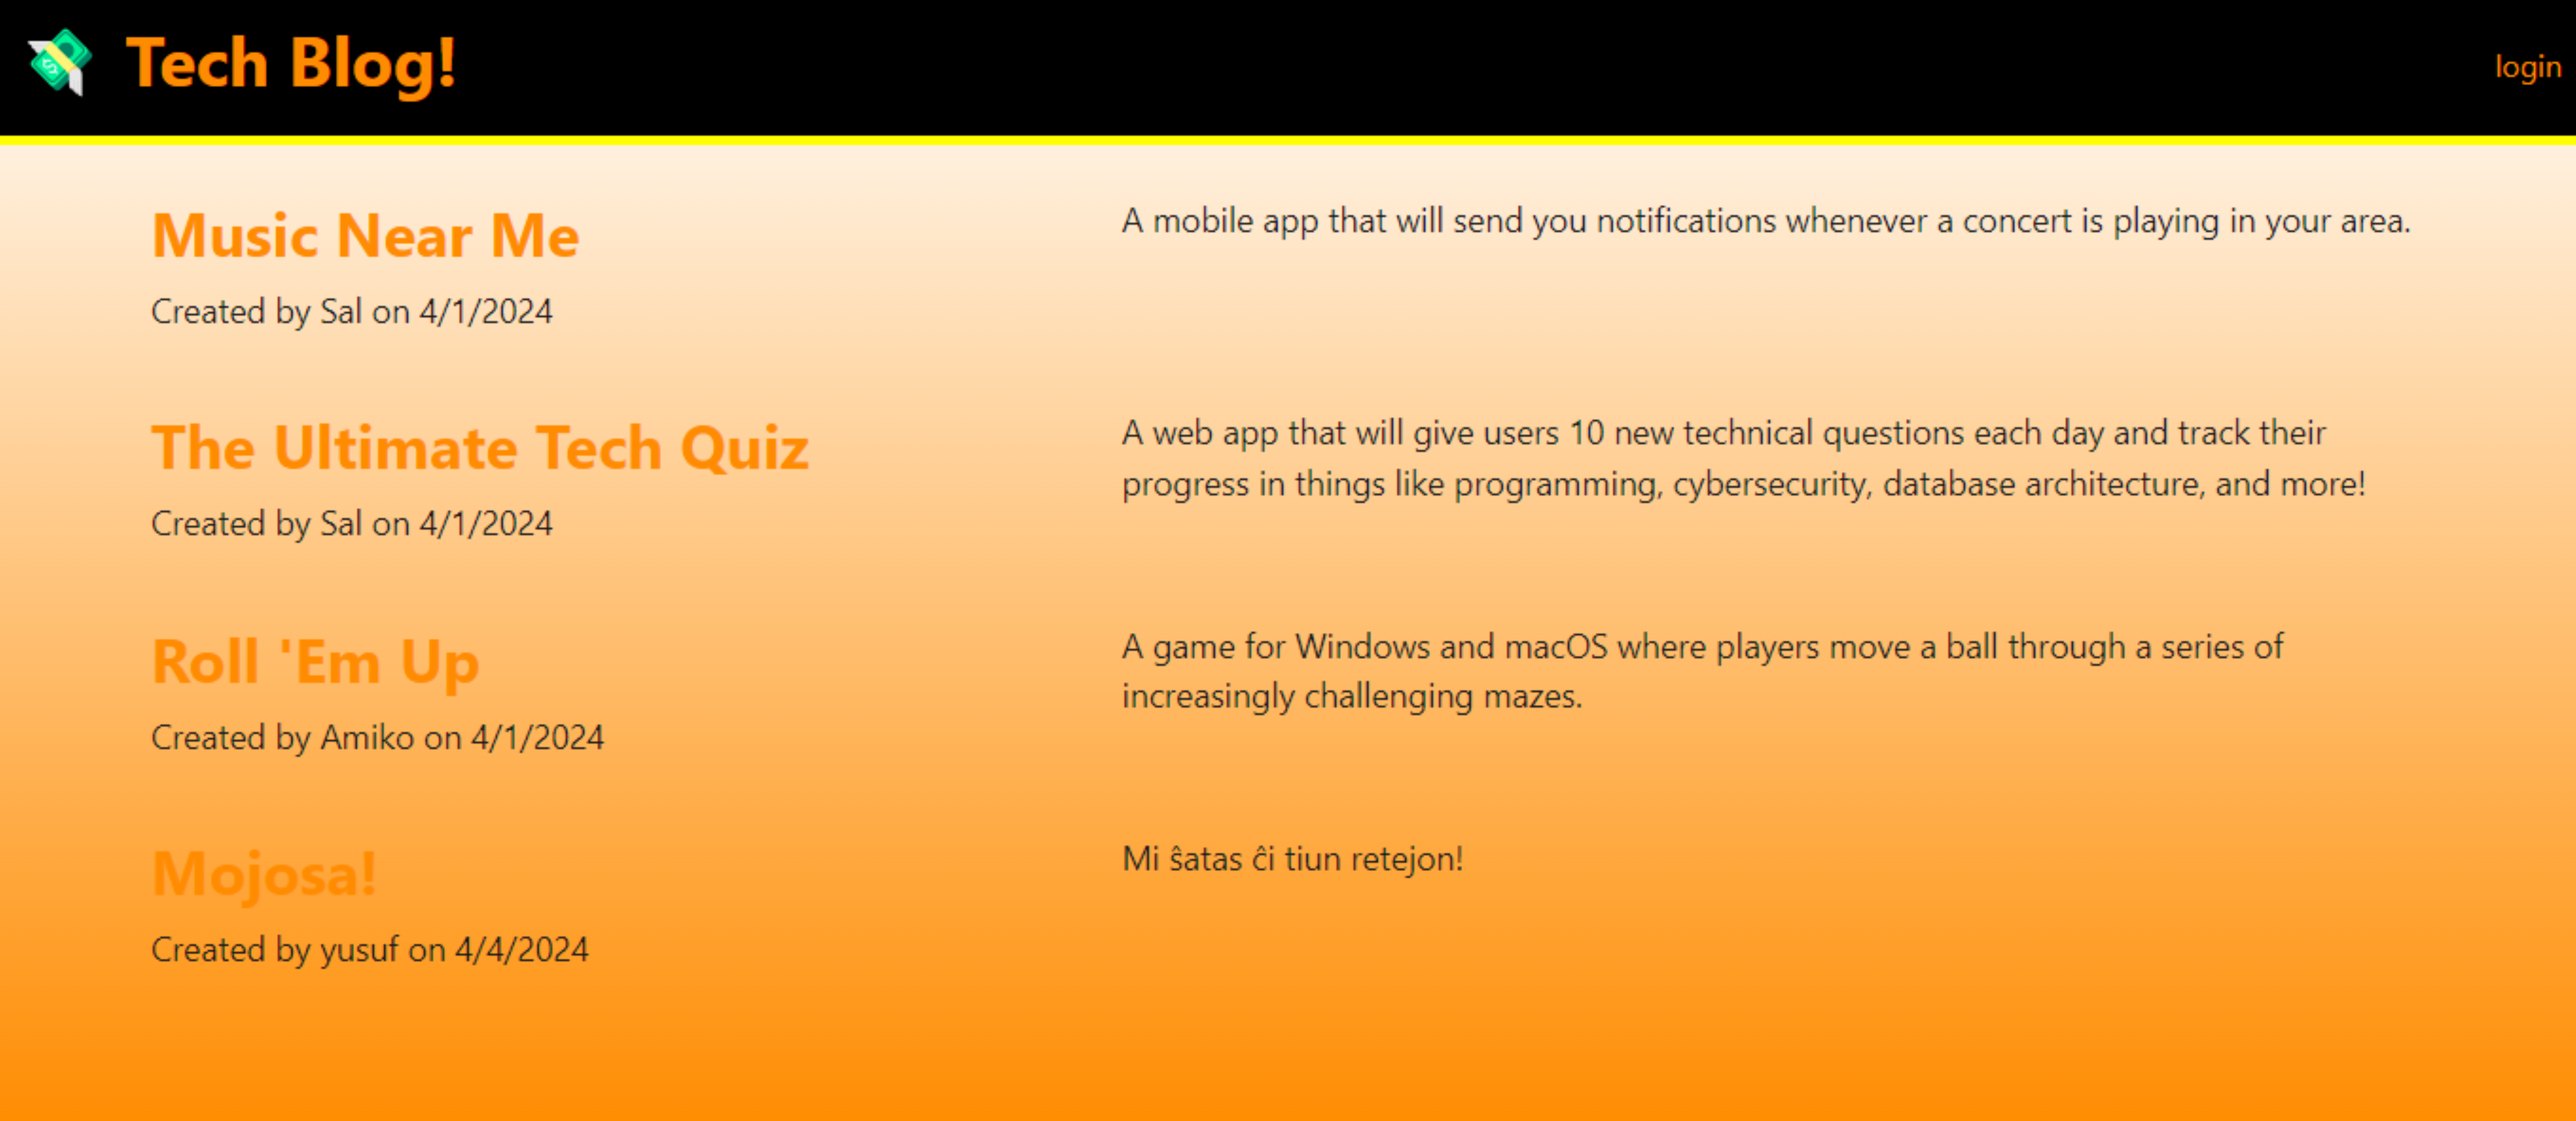 Tech Blog!
login
Music Near Me
Created by Sal on 4/1/2024
A mobile app that will send you notifications whenever a concert is playing in your area.
The Ultimate Tech Quiz
Created by Sal on 4/1/2024
A web app that will give users 10 new technical questions each day and track their
progress in things like programming, cybersecurity, database architecture, and more!
Roll 'Em Up
Created by Amiko on 4/1/2024
A game for Windows and macOS where players move a ball through a series of
increasingly challenging mazes.
Mojosa!
Created by yusuf on 4/4/2024
Mi ŝatas ĉi tiun retejon!